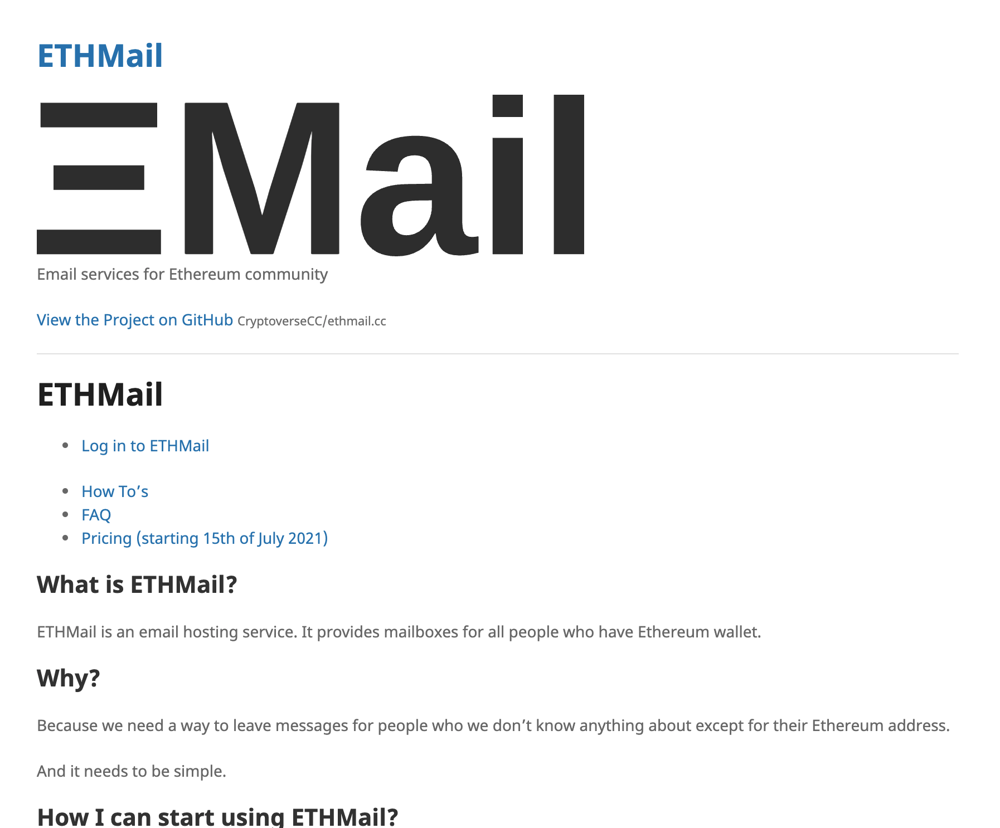 ETHMail
ΞMail
Email services for Ethereum community
View the Project on GitHub CryptoverseCC/ethmail.cc
ETHMail
Log in to ETHMail
How To’s
FAQ
Pricing (starting 15th of July 2021)
What is ETHMail?
ETHMail is an email hosting service. It provides mailboxes for all people who have Ethereum wallet.
Why?
Because we need a way to leave messages for people who we don’t know anything about except for their Ethereum address.
And it needs to be simple.
How I can start using ETHMail?